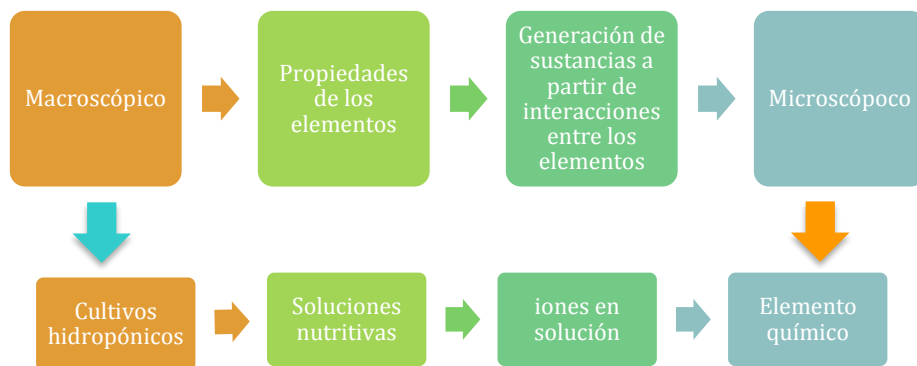 Macroscópico
Propiedades
de los
elementos
Generación de
sustancias a
partir de
interacciones
entre los
elementos
Microscópoco
Cultivos
hidropónicos
Soluciones
nutritivas
iones en
solución
Elemento
químico